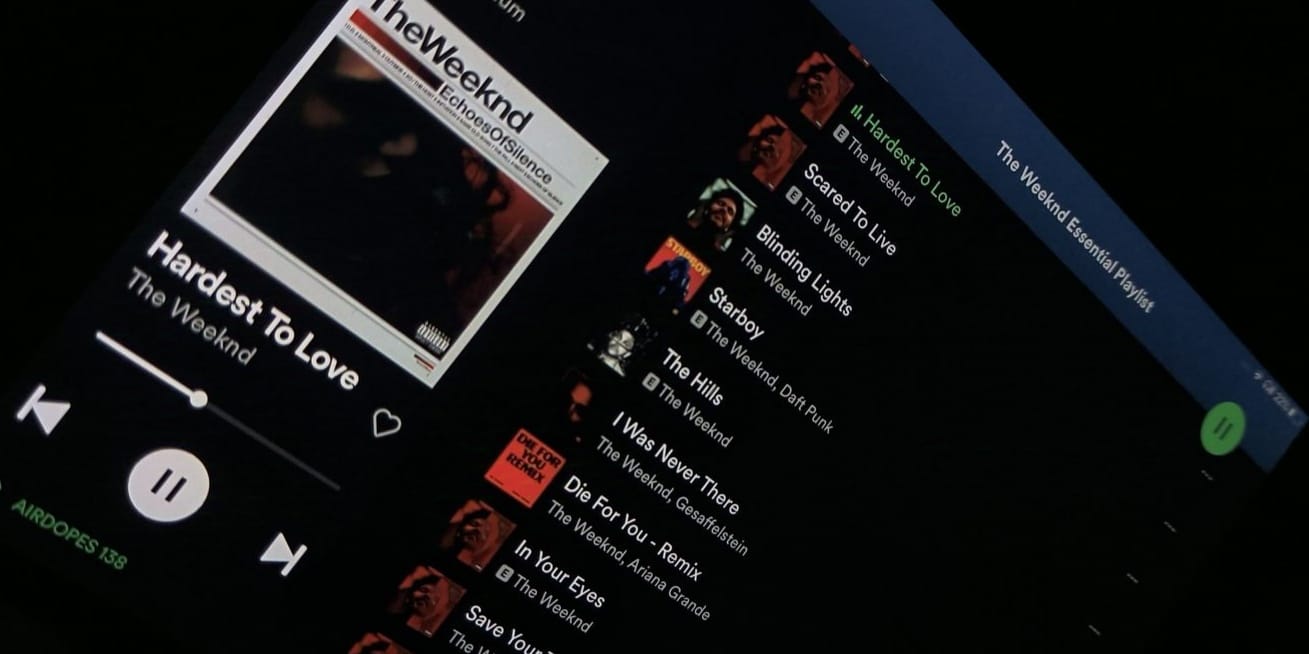 TheWeeknd
EchoesOfSilence
Hardest To Love
The Weeknd
AIRDOPES 138
The Weeknd Essential Playlist
Hardest To Love
E The Weeknd
Scared To Live
E The Weeknd
Blinding Lights
The Weeknd
STARBOY
Starboy
E The Weeknd, Daft Punk
The Hills
E The Weeknd
I Was Never There
The Weeknd, Gesaffelstein
DIE FOR
YOU
REMIX
Die For You - Remix
The Weeknd, Ariana Grande
In Your Eyes
E The Weeknd
Save Your
The Weeknd